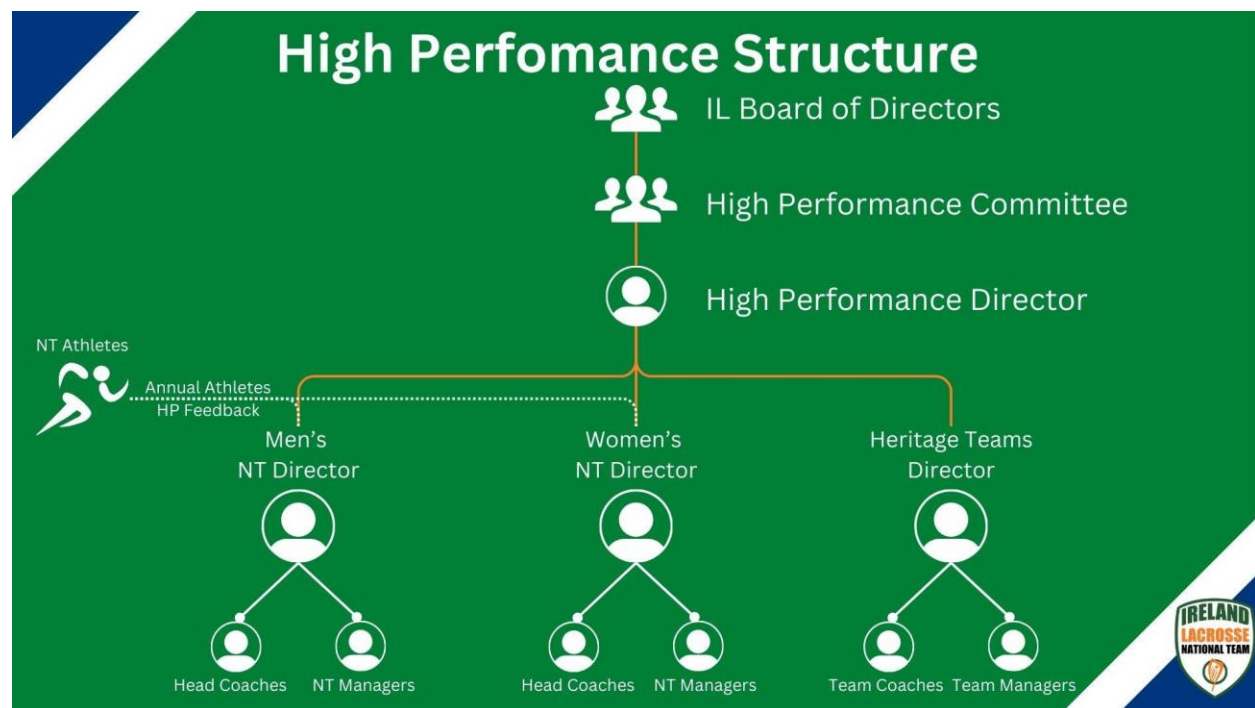 High Perfomance Structure
IL Board of Directors
High Performance Committee
High Performance Director
NT Athletes
Annual Athletes
HP Feedback
Men’s
NT Director
Women’s
NT Director
Heritage Teams
Director
Head Coaches
NT Managers
Head Coaches
NT Managers
Team Coaches
Team Managers
IRELAND
LACROSSE
NATIONAL TEAM